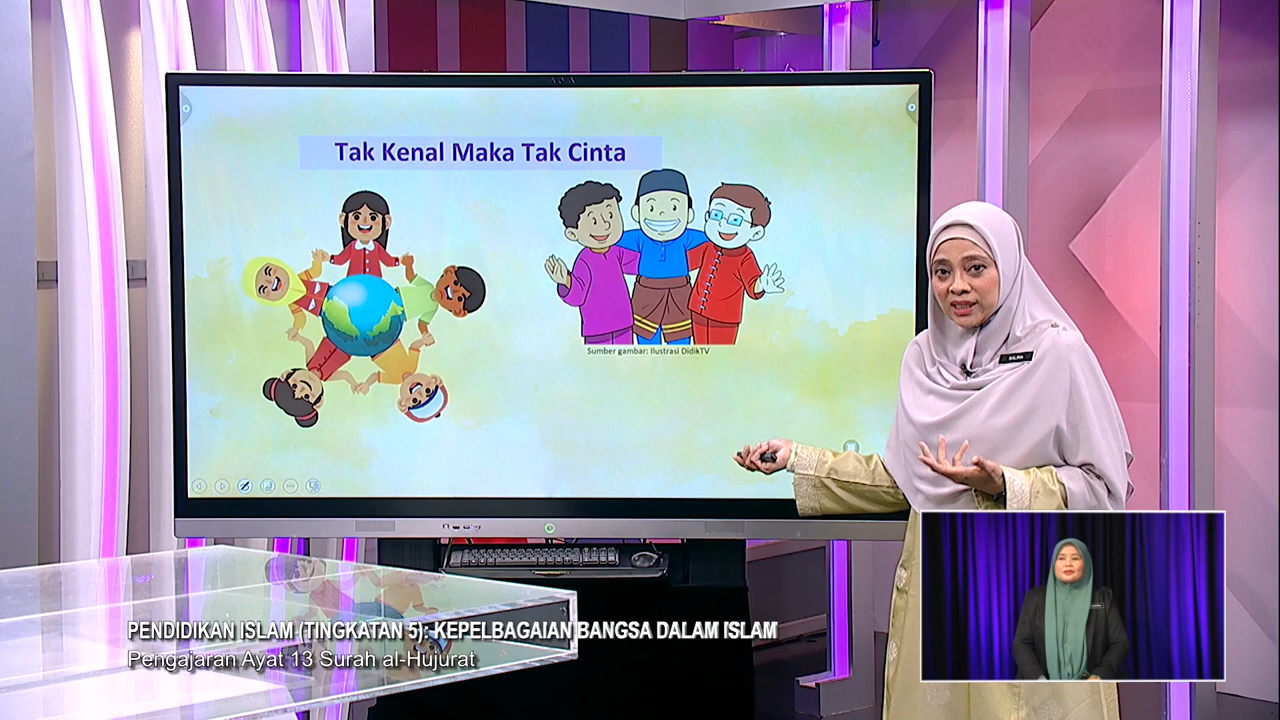 Tak Kenal Maka Tak Cinta
Sumber gambar: Ilustrasi DidikTV
PENDIDIKAN ISLAM (TINGKATAN 5): KEPELBAGAIAN BANGSA DALAM ISLAM
Pengajaran Ayat 13 Surah al-Hujurat